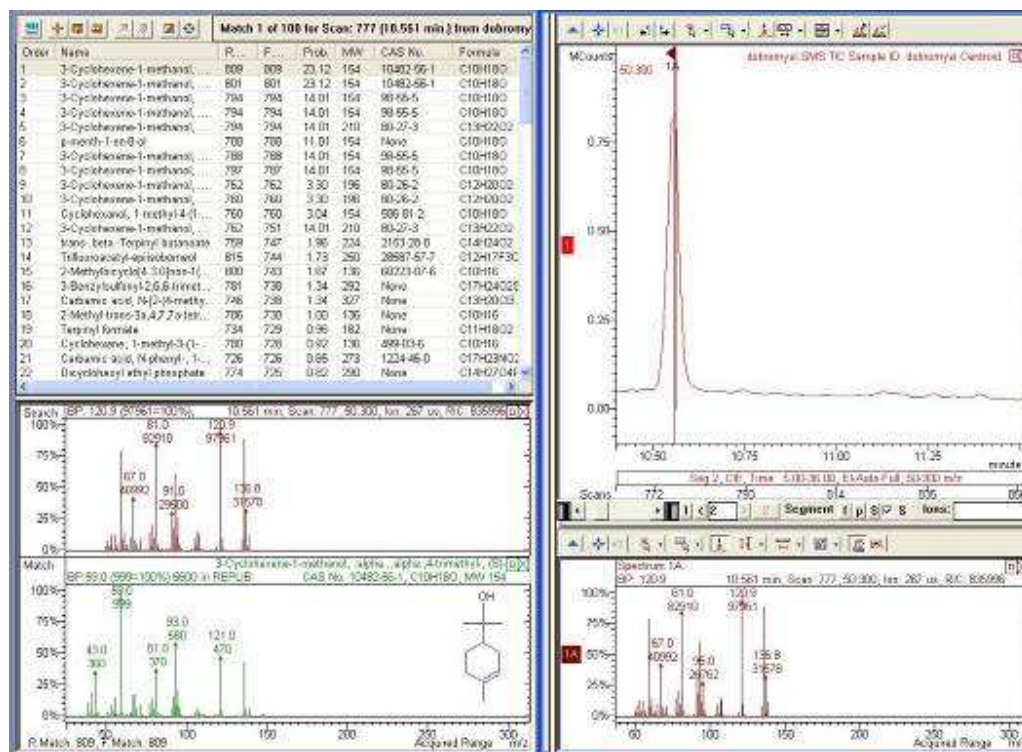 Match 1 of 100 for Scan: 777 (10.561 min.) from dobromy
Order Name R... F... Prob. MW CAS No. Formula
1 3-Cyclohexene-1-methanol, ... 809 809 23.12 154 10482-56-1 C10H18O
2 3-Cyclohexene-1-methanol, ... 801 801 23.12 154 10482-56-1 C10H18O
3 3-Cyclohexene-1-methanol, ... 794 794 14.01 154 98-55-5 C10H18O
4 3-Cyclohexene-1-methanol, ... 794 794 14.01 154 98-55-5 C10H18O
5 3-Cyclohexene-1-methanol, ... 794 794 14.01 210 80-27-3 C13H22O2
6 p-menth-1-en-8-ol 788 788 11.01 154 None C10H18O
7 3-Cyclohexene-1-methanol, ... 788 788 14.01 154 98-55-5 C10H18O
8 3-Cyclohexene-1-methanol, ... 797 787 14.01 154 98-55-5 C10H18O
9 3-Cyclohexene-1-methanol, ... 762 762 3.30 196 80-26-2 C12H20O2
10 3-Cyclohexene-1-methanol, ... 760 760 3.30 196 80-26-2 C12H20O2
11 Cyclohexanol, 1-methyl-4-(1-... 760 760 3.04 154 586-81-2 C10H18O
12 3-Cyclohexene-1-methanol, ... 762 751 14.01 210 80-27-3 C13H22O2
13 trans-.beta.-Terpinyl butanoate 759 747 1.96 224 2153-28-8 C14H24O2
14 Trifluoroacetyl-episoborneol 815 744 1.73 250 28587-57-7 C12H17F3C
15 2-Methylbicyclo[4.3.0]non-1(... 800 743 1.67 136 60223-07-6 C10H16
16 3-Benzylsulfonyl-2,6,6-trimet... 781 738 1.34 292 None C17H24O2S
17 Carbamic acid, N-[2-(4-methy... 746 738 1.34 327 None
18 2-Methyl-trans-3a,4,7,7a-tetr... 786 730 1.00 136 None C10H16
19 Terpinyl formate 734 729 0.96 182 None C11H18O2
20 Cyclohexene, 1-methyl-3-(1-... 780 728 0.92 136 499-03-6 C10H16
21 Carbamic acid, N-phenyl-, 1-... 726 726 0.85 273 1224-46-0 C17H23NO2
22 Dicyclohexyl ethyl phosphate 774 725 0.82 290 None C14H27O4F
Search BP: 120.9 (97961=100%), 10.561 min, Scan: 777, 50:300, Ion: 267 us, RIC: 835996
100%
75%
50%
25%
0%
67.0
40992
81.0
82910
91.0
29500
120.9
97961
136.8
31570
Match 3-Cyclohexene-1-methanol, .alpha.,.alpha.,4-trimethyl-, (S)-
BP 59.0 (999=100%) 6600 in REPLIB CAS No. 10482-56-1, C10H18O, MW 154
100%
75%
50%
25%
0%
43.0
360
59.0
999
81.0
370
93.0
580
121.0
470
OH
50 100 150 200 250 300
R.Match: 809, F.Match: 809 Acquired Range m/z
MCounts
50:300
1A
dobromysl.SMS TIC Sample ID: dobromysl Centroid
0.75
0.50
0.25
0.00
1
10.50 10.75 11.00 11.25
minute
Seg 2, Time: 5.00-36.00, EI-Auto-Full, 50-300 m/z
Scans 772 793 814 835 856
Segment f p S B Ions:
2
Spectrum 1A
BP: 120.9 10.561 min, Scan: 777, 50:300, Ion: 267 us, RIC: 835996
100%
75%
50%
25%
0%
1A
67.0
40992
81.0
82910
95.0
26762
120.9
97961
136.8
31578
50 100 150 200 250 300
Acquired Range m/z